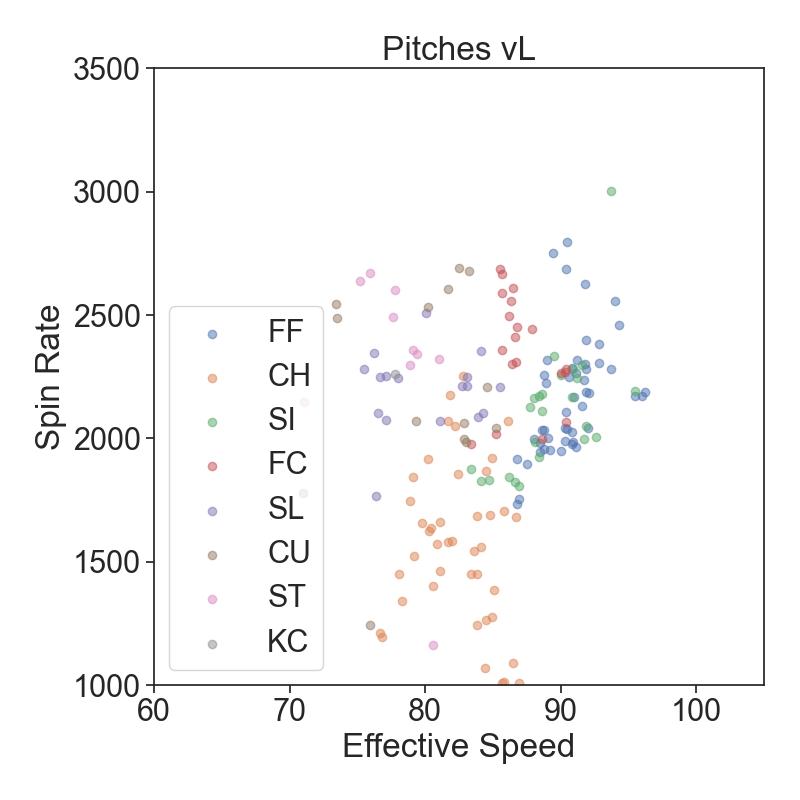 Pitches vL
3500
3000
2500
2000
1500
1000
Spin Rate
FF
CH
SI
FC
SL
CU
ST
KC
60 70 80 90 100
Effective Speed